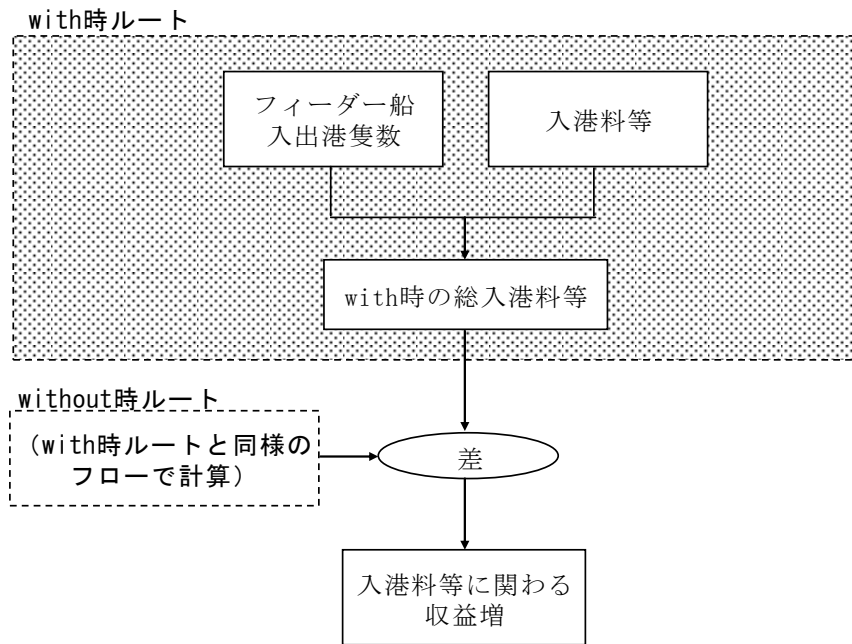 with時ルート
フィーダー船
入出港隻数
入港料等
with時の総入港料等
without時ルート
（with時ルートと同様の
フローで計算）
差
入港料等に関わる
収益増